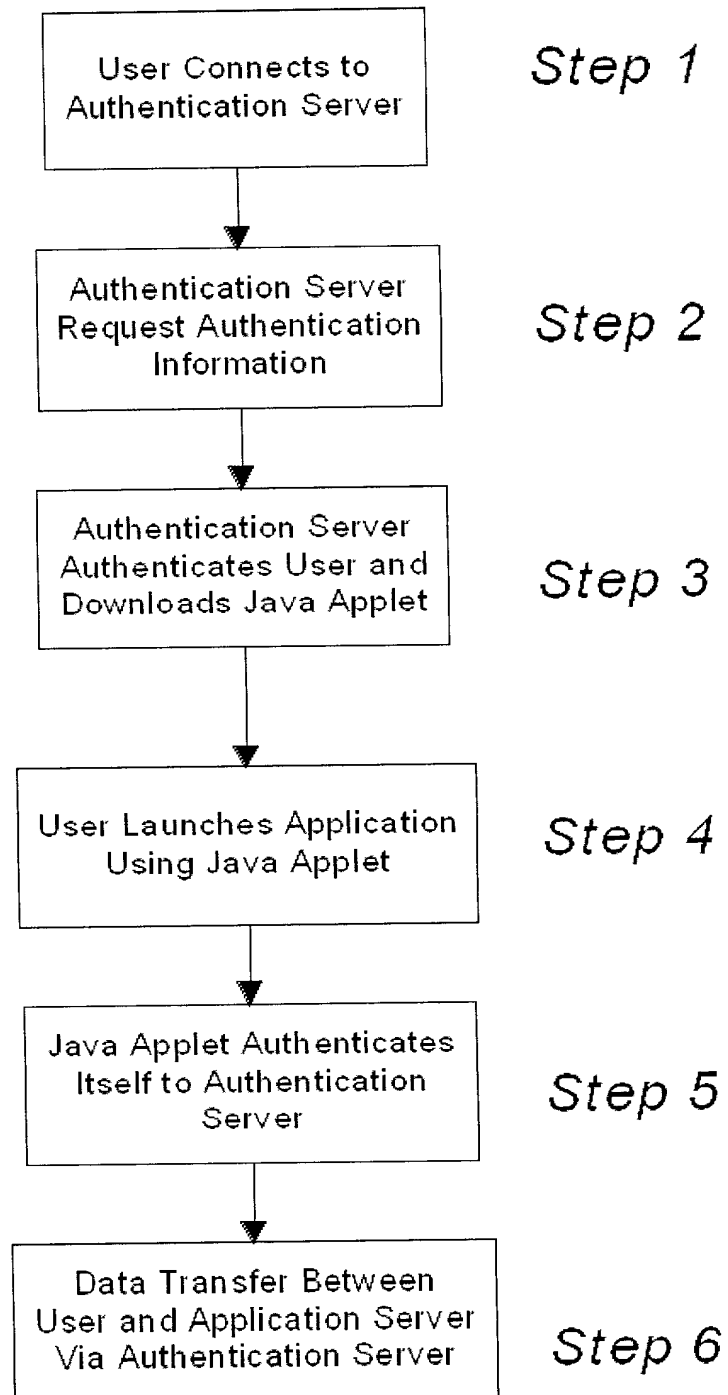 User Connects to
Authentication Server
Step 1
Authentication Server
Request Authentication
Information
Step 2
Authentication Server
Authenticates User and
Downloads Java Applet
Step 3
User Launches Application
Using Java Applet
Step 4
Java Applet Authenticates
Itself to Authentication
Server
Step 5
Data Transfer Between
User and Application Server
Via Authentication Server
Step 6